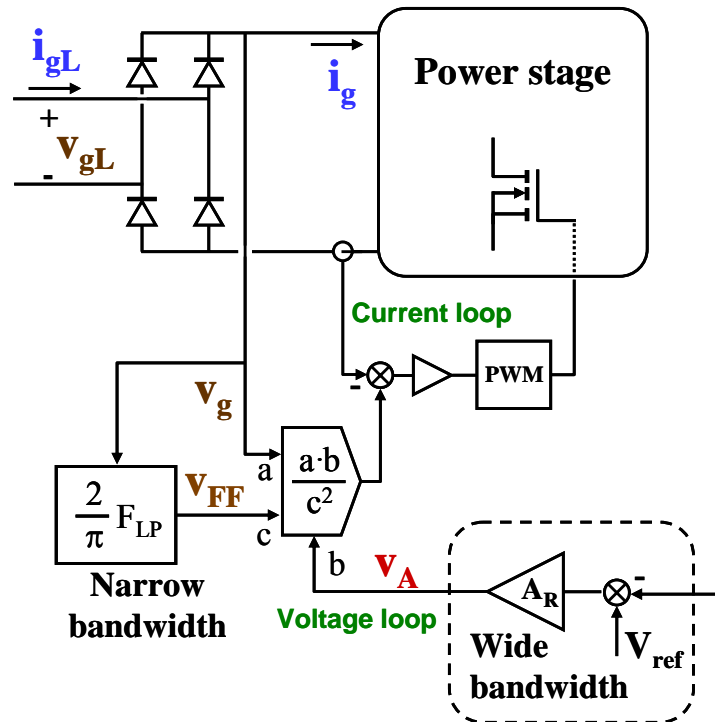 i_gL
+
v_gL
-
i_g
Power stage
Current loop
-
PWM
v_g
a
a·b
c²
v_FF
c
b
2
π
F_LP
Narrow
bandwidth
v_A
Voltage loop
A_R
-
V_ref
Wide
bandwidth